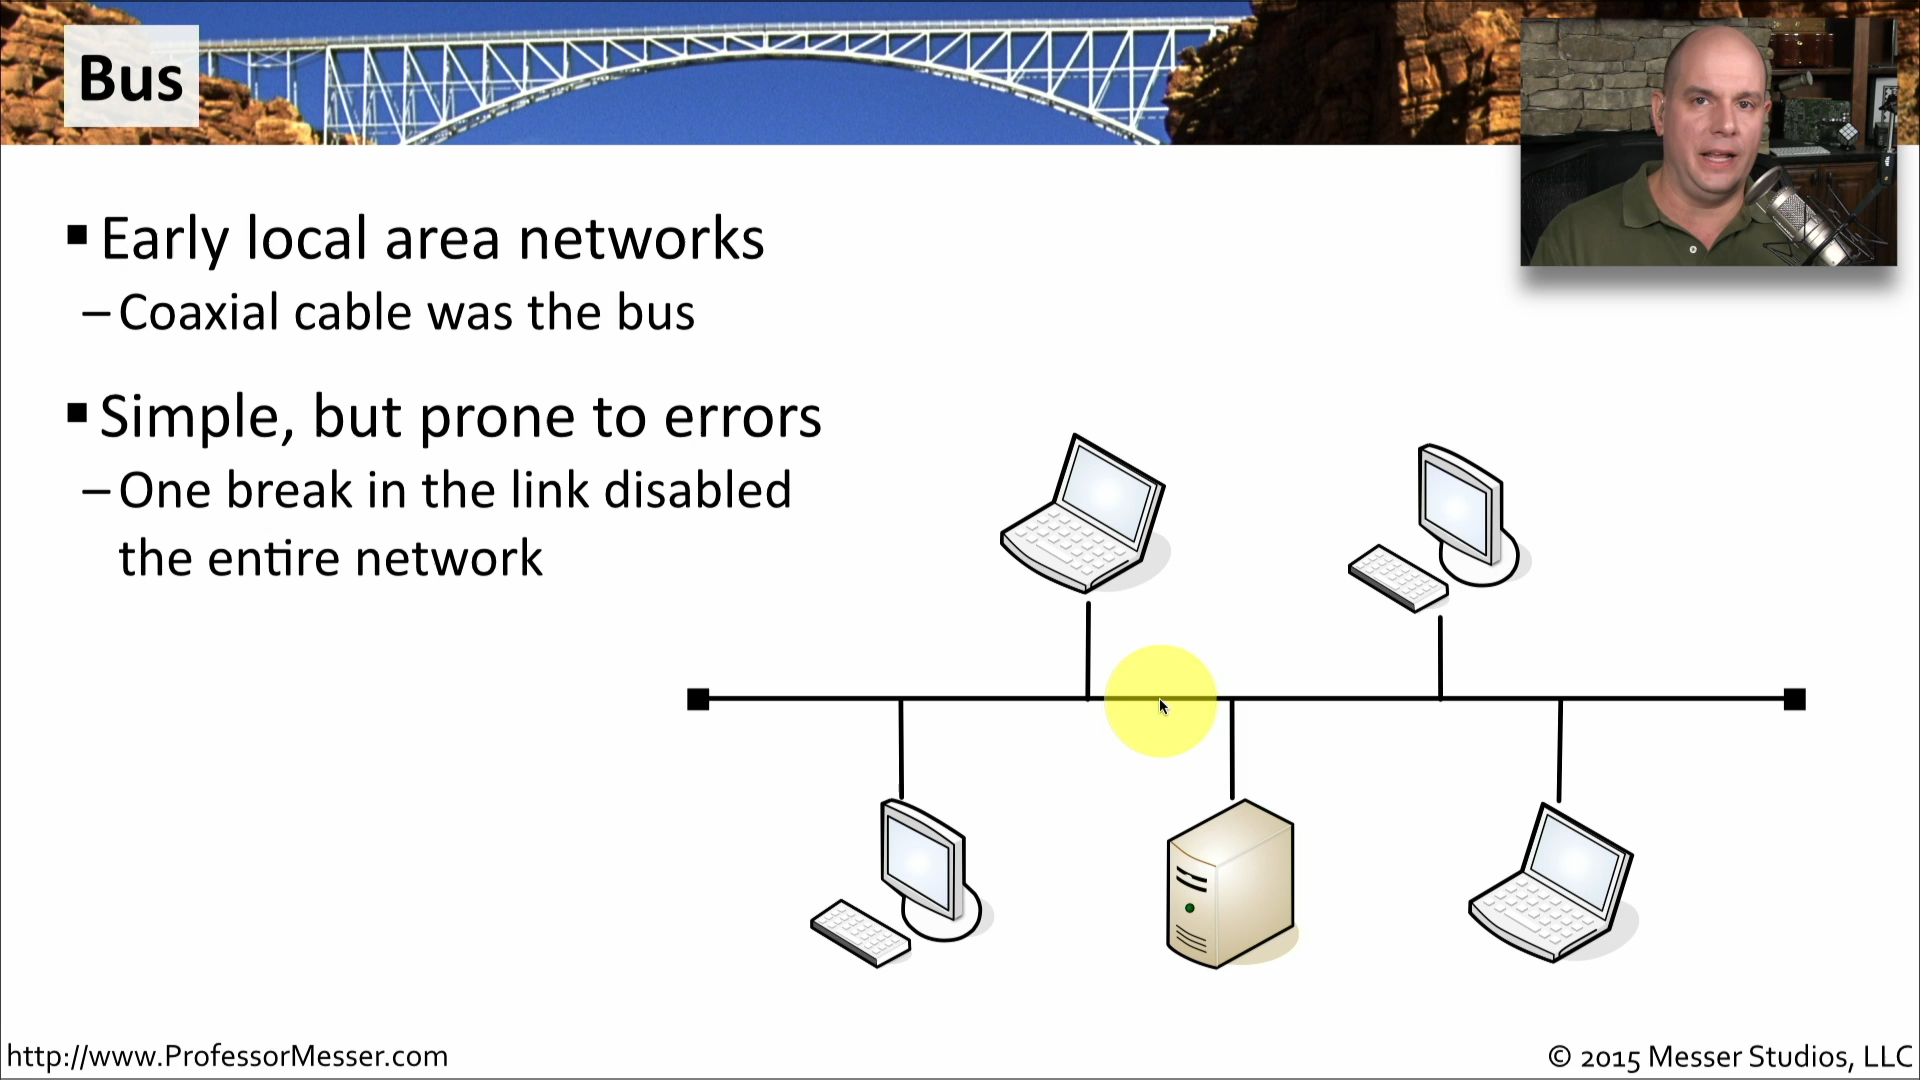 Bus
▪ Early local area networks
– Coaxial cable was the bus
▪ Simple, but prone to errors
– One break in the link disabled
the entire network
http://www.ProfessorMesser.com
© 2015 Messer Studios, LLC